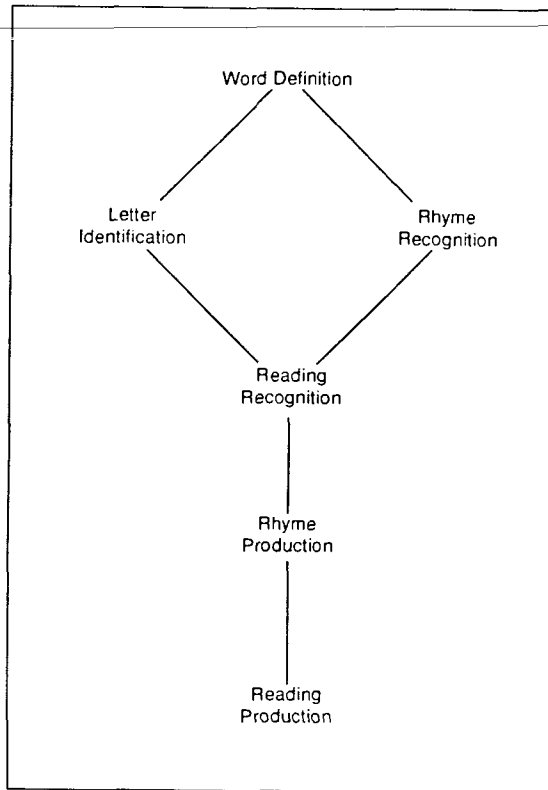 Word Definition
Letter
Identification
Rhyme
Recognition
Reading
Recognition
Rhyme
Production
Reading
Production